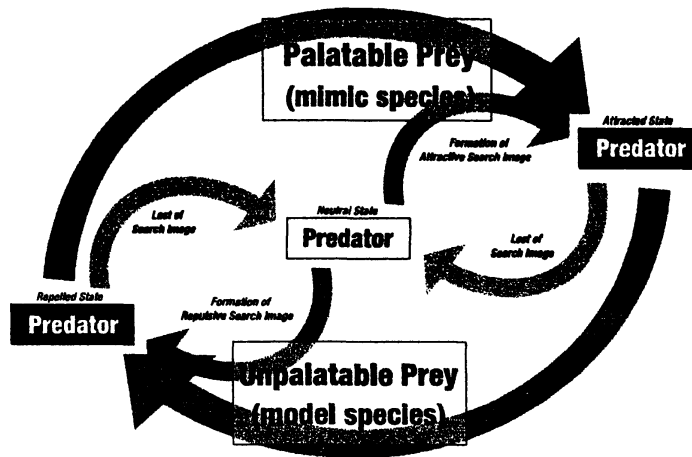 Palatable Prey
(mimic species)
Attracted State
Predator
Formation of
Attractive Search Image
Lost of
Search Image
Neutral State
Predator
Lost of
Search Image
Repelled State
Predator
Formation of
Repulsive Search Image
Unpalatable Prey
(model species)